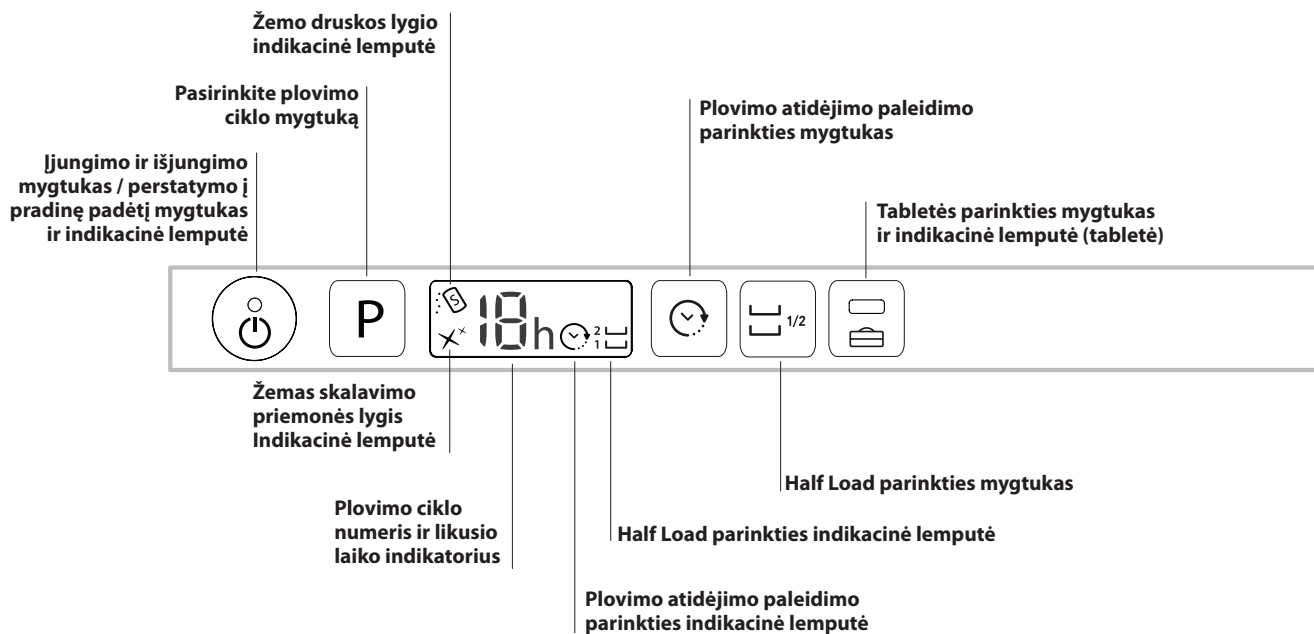 Žemo druskos lygio
indikacinė lemputė
Pasirinkite plovimo
ciklo mygtuką
Įjungimo ir išjungimo
mygtukas / perstatymo į
pradinę padėtį mygtukas
ir indikacinė lemputė
Plovimo atidėjimo paleidimo
parinkties mygtukas
Tabletės parinkties mygtukas
ir indikacinė lemputė (tabletė)
P
S
18h
2
1
1/2
Žemas skalavimo
priemonės lygis
Indikacinė lemputė
Half Load parinkties mygtukas
Plovimo ciklo
numeris ir likusio
laiko indikatorius
Half Load parinkties indikacinė lemputė
Plovimo atidėjimo paleidimo
parinkties indikacinė lemputė